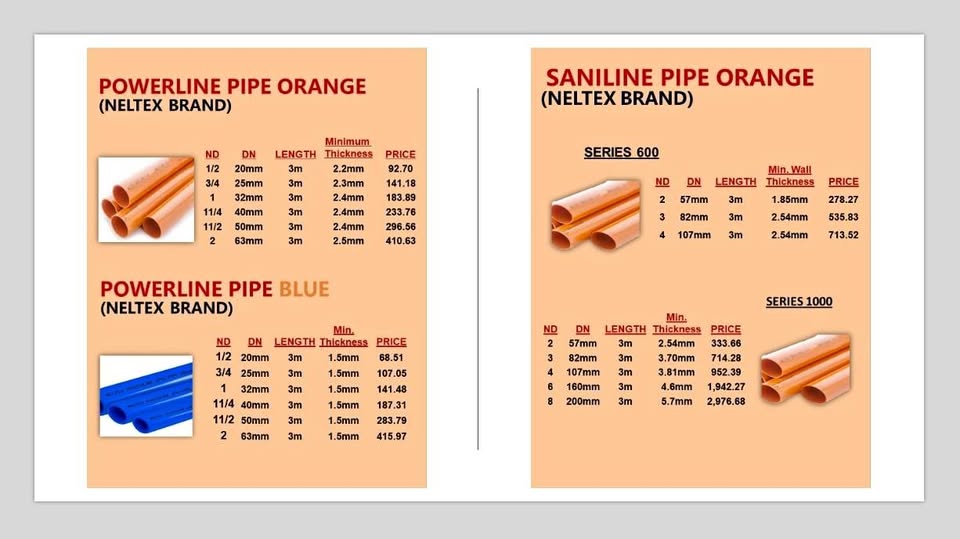 POWERLINE PIPE ORANGE
(NELTEX BRAND)
Minimum
ND DN LENGTH Thickness PRICE
1/2 20mm 3m 2.2mm 92.70
3/4 25mm 3m 2.3mm 141.18
1 32mm 3m 2.4mm 183.89
11/4 40mm 3m 2.4mm 233.76
11/2 50mm 3m 2.4mm 296.56
2 63mm 3m 2.5mm 410.63
POWERLINE PIPE BLUE
(NELTEX BRAND)
Min.
ND DN LENGTH Thickness PRICE
1/2 20mm 3m 1.5mm 68.51
3/4 25mm 3m 1.5mm 107.05
1 32mm 3m 1.5mm 141.48
11/4 40mm 3m 1.5mm 187.31
11/2 50mm 3m 1.5mm 283.79
2 63mm 3m 1.5mm 415.97
SANILINE PIPE ORANGE
(NELTEX BRAND)
SERIES 600
Min. Wall
ND DN LENGTH Thickness PRICE
2 57mm 3m 1.85mm 278.27
3 82mm 3m 2.54mm 535.83
4 107mm 3m 2.54mm 713.52
SERIES 1000
Min.
ND DN LENGTH Thickness PRICE
2 57mm 3m 2.54mm 333.66
3 82mm 3m 3.70mm 714.28
4 107mm 3m 3.81mm 952.39
6 160mm 3m 4.6mm 1,942.27
8 200mm 3m 5.7mm 2,976.68